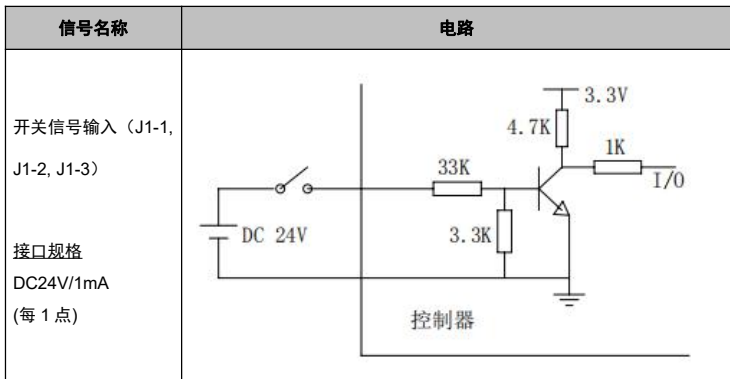 信号名称
电路
开关信号输入（J1-1,
J1-2, J1-3）
接口规格
DC24V/1mA
(每 1 点)
3.3V
4.7K
1K
33K
I/O
DC 24V
3.3K
控制器